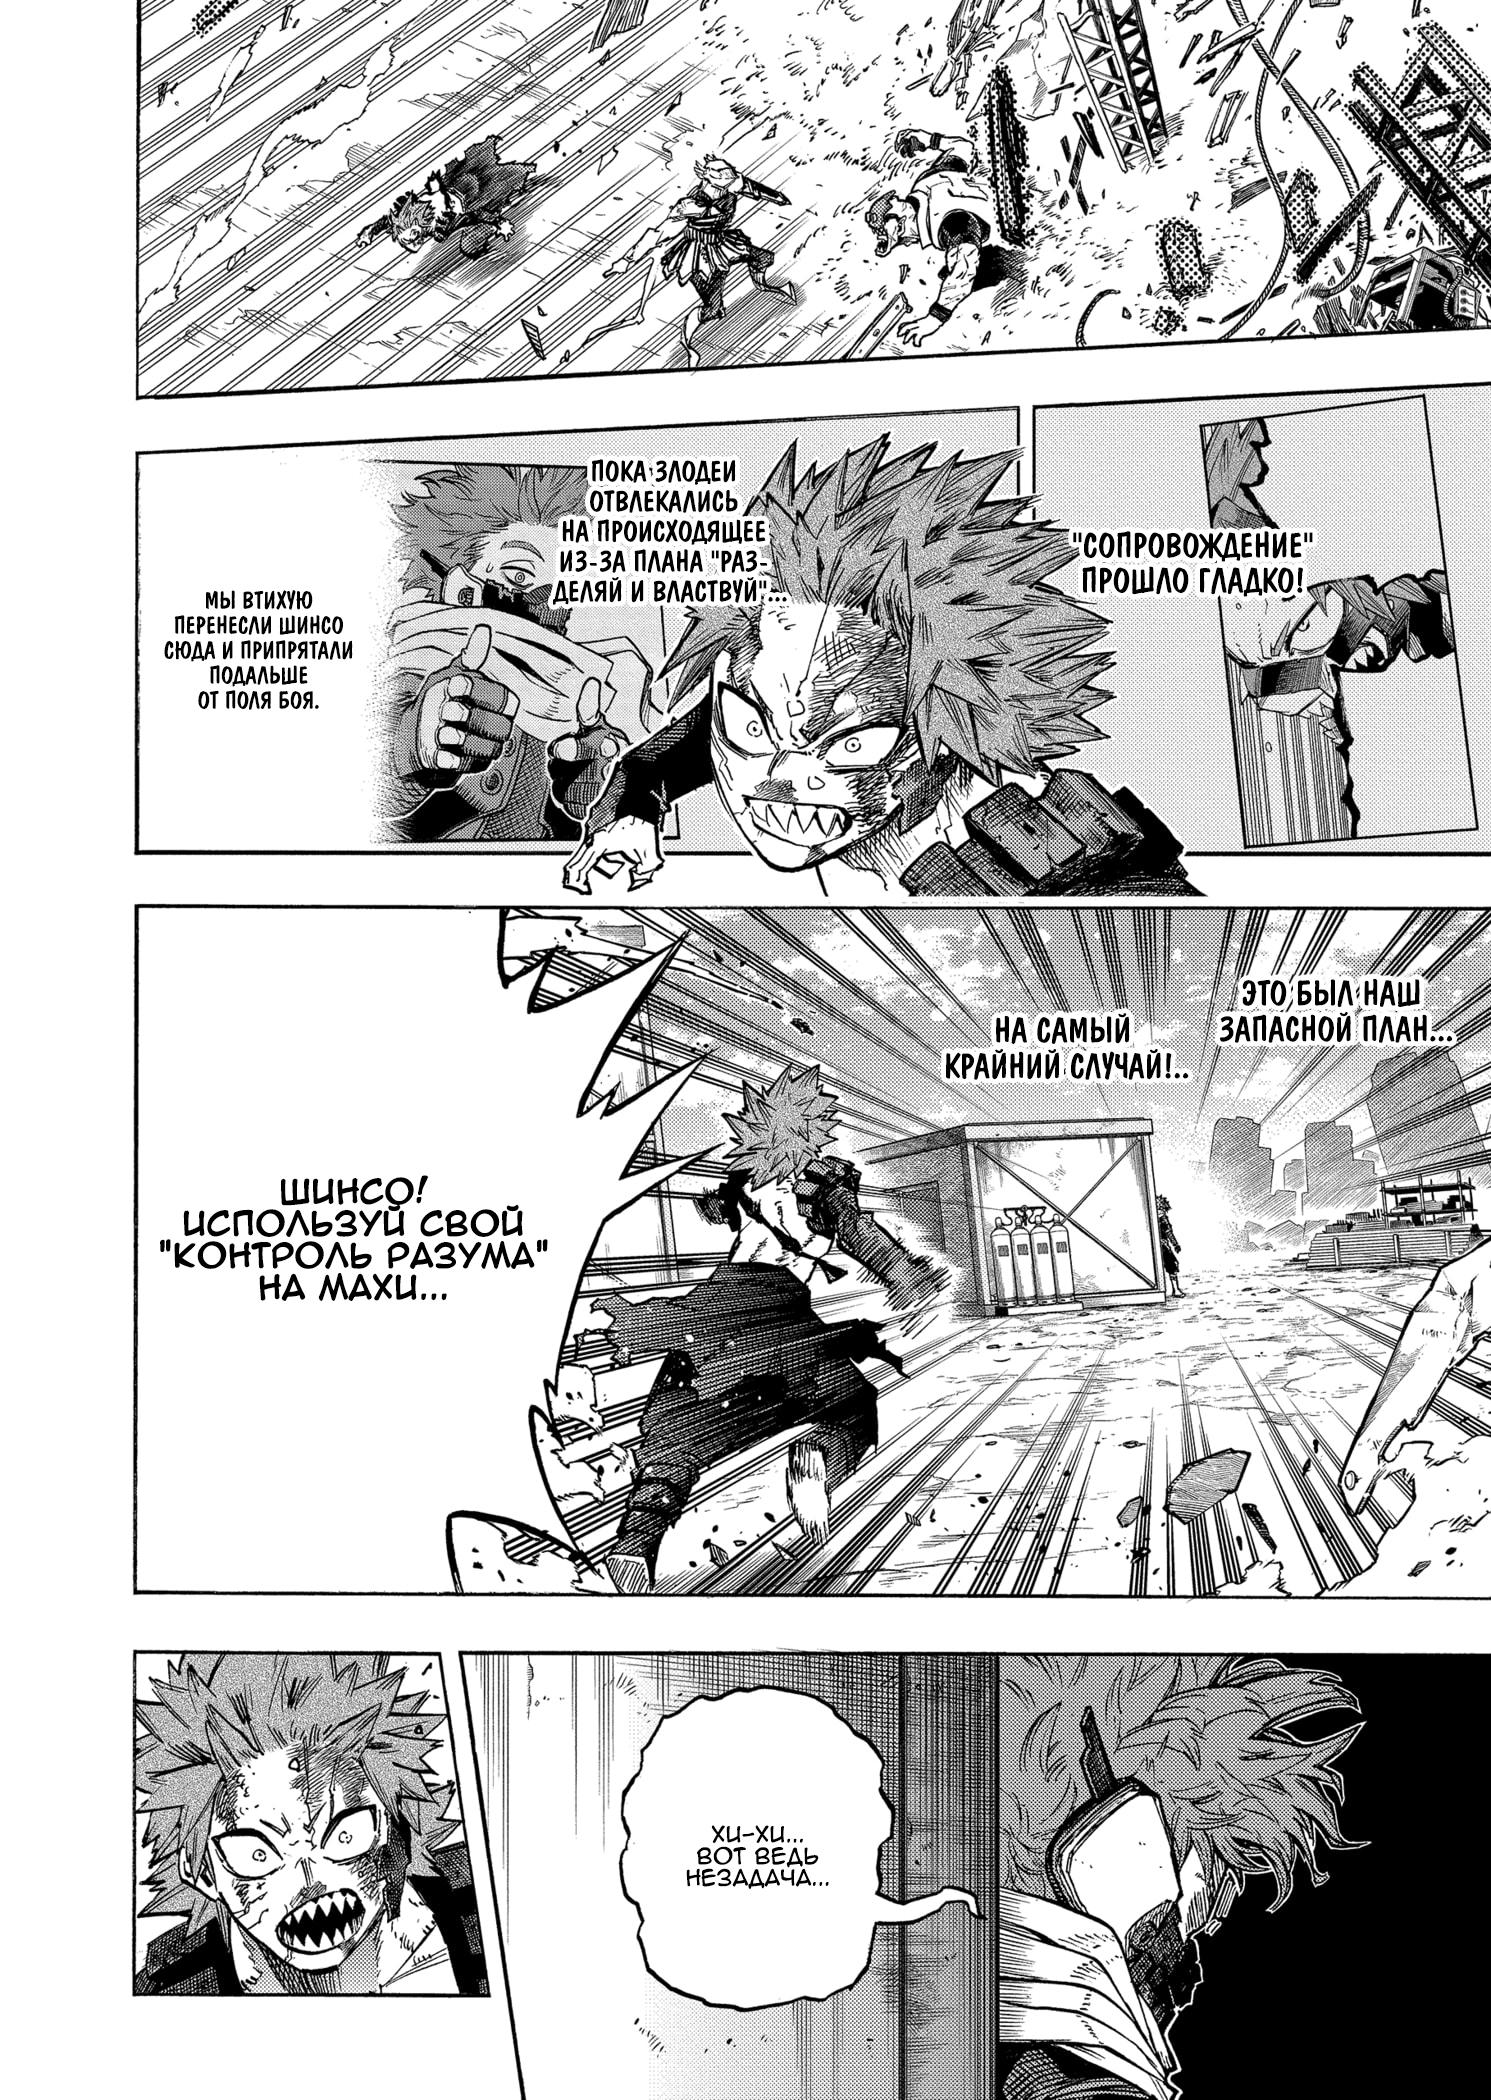 "СОПРОВОЖДЕНИЕ"
ПРОШЛО ГЛАДКО!
ПОКА ЗЛОДЕИ
ОТВЛЕКАЛИСЬ
НА ПРОИСХОДЯЩЕЕ
ИЗ-ЗА ПЛАНА "РАЗ-
ДЕЛЯЙ И ВЛАСТВУЙ"...
МЫ ВТИХУЮ
ПЕРЕНЕСЛИ ШИНСО
СЮДА И ПРИПРЯТАЛИ
ПОДАЛЬШЕ
ОТ ПОЛЯ БОЯ.
ЭТО БЫЛ НАШ
ЗАПАСНОЙ ПЛАН...
НА САМЫЙ
КРАЙНИЙ СЛУЧАЙ!..
ШИНСО!
ИСПОЛЬЗУЙ СВОЙ
"КОНТРОЛЬ РАЗУМА"
НА МАХИ...
ХИ-ХИ...
ВОТ ВЕДЬ
НЕЗАДАЧА...